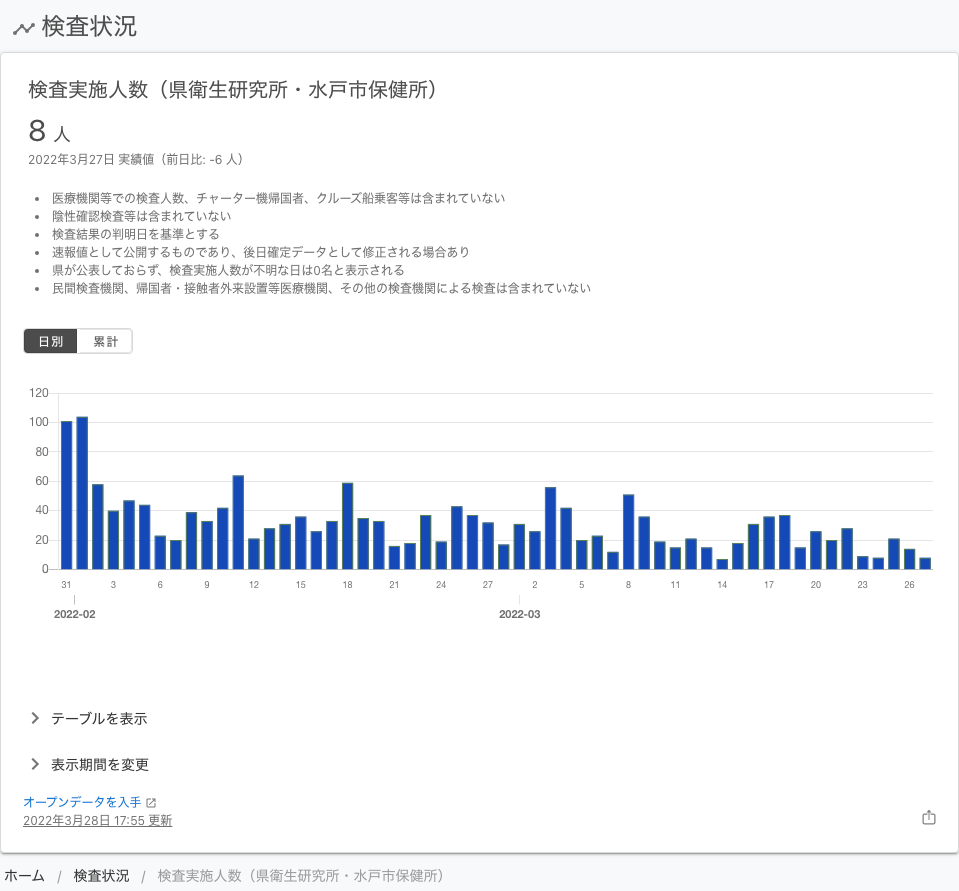 検査状況
検査実施人数（県衛生研究所・水戸市保健所）
8 人
2022年3月27日 実績値（前日比: -6 人）
医療機関等での検査人数、チャーター機帰国者、クルーズ船乗客等は含まれていない
陰性確認検査等は含まれていない
検査結果の判明日を基準とする
速報値として公開するものであり、後日確定データとして修正される場合あり
県が公表しておらず、検査実施人数が不明な日は0名と表示される
民間検査機関、帰国者・接触者外来設置等医療機関、その他の検査機関による検査は含まれていない
日別 累計
120
100
80
60
40
20
0
31 3 6 9 12 15 18 21 24 27 2 5 8 11 14 17 20 23 26
2022-02 2022-03
テーブルを表示
表示期間を変更
オープンデータを入手
2022年3月28日 17:55 更新
ホーム / 検査状況 / 検査実施人数（県衛生研究所・水戸市保健所）